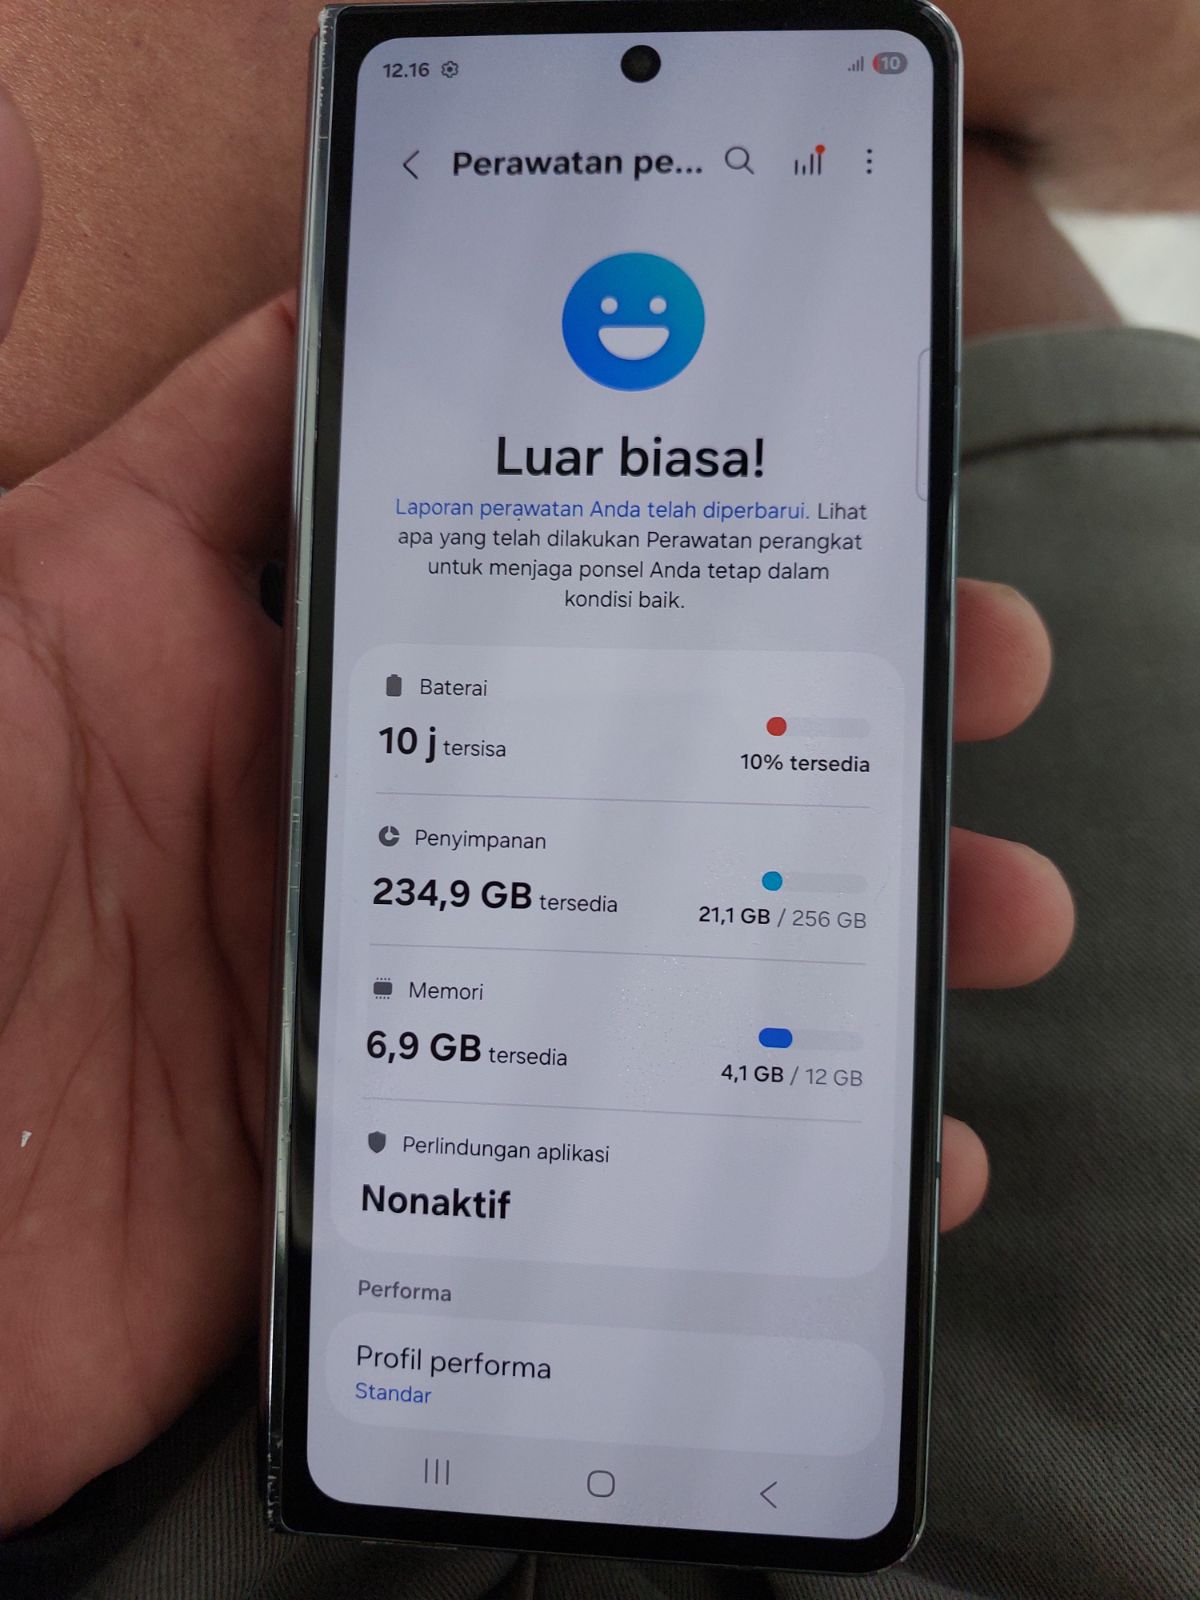 12.16
10
Perawatan pe...
Luar biasa!
Laporan perawatan Anda telah diperbarui. Lihat
apa yang telah dilakukan Perawatan perangkat
untuk menjaga ponsel Anda tetap dalam
kondisi baik.
Baterai
10 j tersisa
10% tersedia
Penyimpanan
234,9 GB tersedia
21,1 GB / 256 GB
Memori
6,9 GB tersedia
4,1 GB / 12 GB
Perlindungan aplikasi
Nonaktif
Performa
Profil performa
Standar